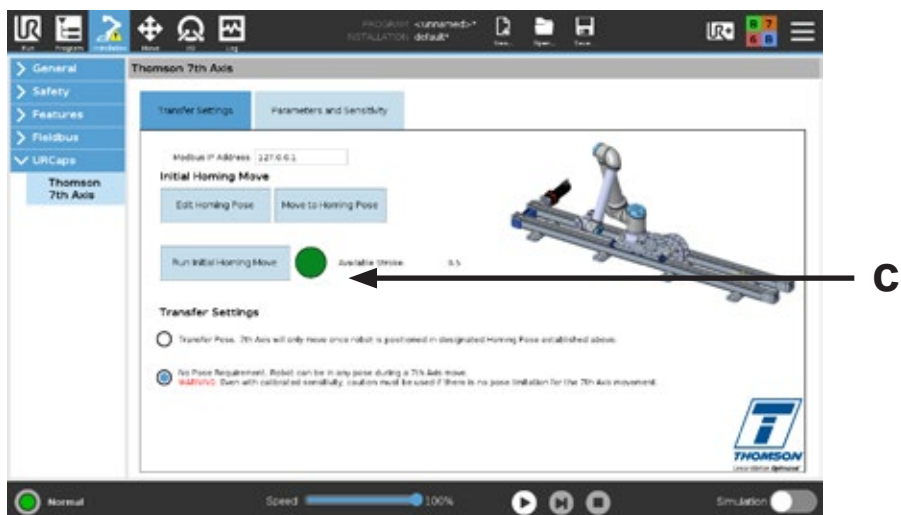 PROGRAM <unnamed>*
INSTALLATION default*
Run Program Installation Move I/O Log New... Open... Save...
General
Safety
Features
Fieldbus
URCaps
Thomson
7th Axis
Thomson 7th Axis
Transfer Settings Parameters and Sensitivity
Modbus IP Address 127.0.0.1
Initial Homing Move
Edit Homing Pose Move to Homing Pose
Run Initial Homing Move Available Stroke
C
Transfer Settings
Transfer Pose. 7th Axis will only move once robot is positioned in designated Homing Pose established above.
No Pose Requirement. Robot can be in any pose during a 7th Axis move.
WARNING: Even with calibrated sensitivity, caution must be used if there is no pose limitation for the 7th Axis movement.
THOMSON
Normal Speed 100% Simulation